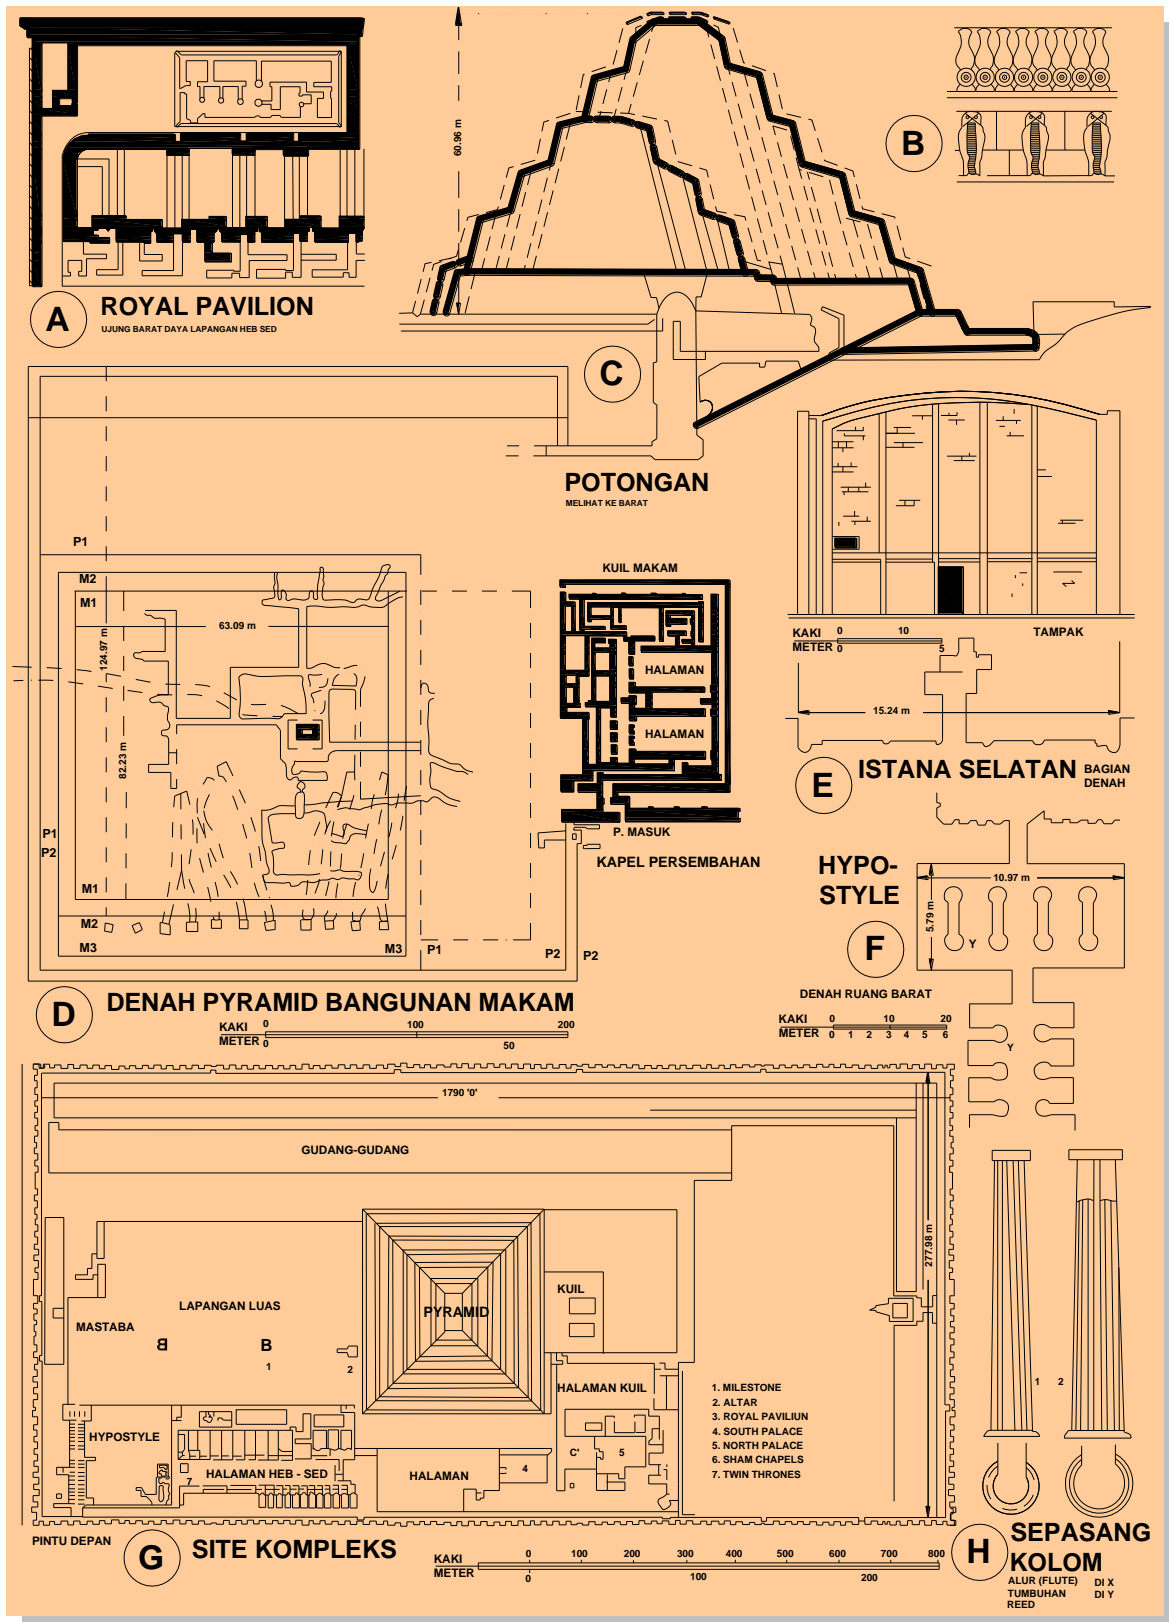 A
ROYAL PAVILION
UJUNG BARAT DAYA LAPANGAN HEB SED
60.96 m
B
C
POTONGAN
MELIHAT KE BARAT
KAKI 0 10
METER 0 5
TAMPAK
15.24 m
E
ISTANA SELATAN
BAGIAN
DENAH
P1
M2
M1
63.09 m
124.97 m
82.23 m
P1
P2
M1
M2
M3
M3
P1
P2
P2
KUIL MAKAM
HALAMAN
HALAMAN
P. MASUK
KAPEL PERSEMBAHAN
D
DENAH PYRAMID BANGUNAN MAKAM
KAKI 0 100 200
METER 0 50
HYPO-
STYLE
F
10.97 m
5.79 m
Y
DENAH RUANG BARAT
KAKI 0 10 20
METER 0 1 2 3 4 5 6
Y
1790 '0'
GUDANG-GUDANG
277.98 m
LAPANGAN LUAS
PYRAMID
KUIL
MASTABA
B
B
1
2
HALAMAN KUIL
HYPOSTYLE
HALAMAN HEB - SED
7
HALAMAN
4
C'
5
1. MILESTONE
2. ALTAR
3. ROYAL PAVILIUN
4. SOUTH PALACE
5. NORTH PALACE
6. SHAM CHAPELS
7. TWIN THRONES
PINTU DEPAN
G
SITE KOMPLEKS
KAKI 0 100 200 300 400 500 600 700 800
METER 0 100 200
1 2
H
SEPASANG
KOLOM
ALUR (FLUTE) DI X
TUMBUHAN DI Y
REED